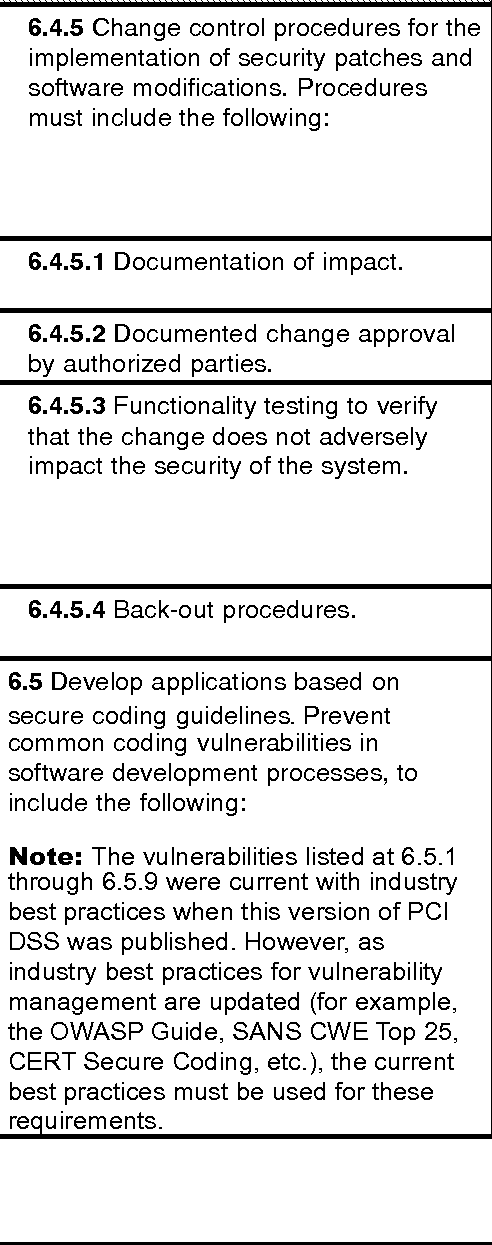 6.4.5 Change control procedures for the
implementation of security patches and
software modifications. Procedures
must include the following:
6.4.5.1 Documentation of impact.
6.4.5.2 Documented change approval
by authorized parties.
6.4.5.3 Functionality testing to verify
that the change does not adversely
impact the security of the system.
6.4.5.4 Back-out procedures.
6.5 Develop applications based on
secure coding guidelines. Prevent
common coding vulnerabilities in
software development processes, to
include the following:
Note: The vulnerabilities listed at 6.5.1
through 6.5.9 were current with industry
best practices when this version of PCI
DSS was published. However, as
industry best practices for vulnerability
management are updated (for example,
the OWASP Guide, SANS CWE Top 25,
CERT Secure Coding, etc.), the current
best practices must be used for these
requirements.